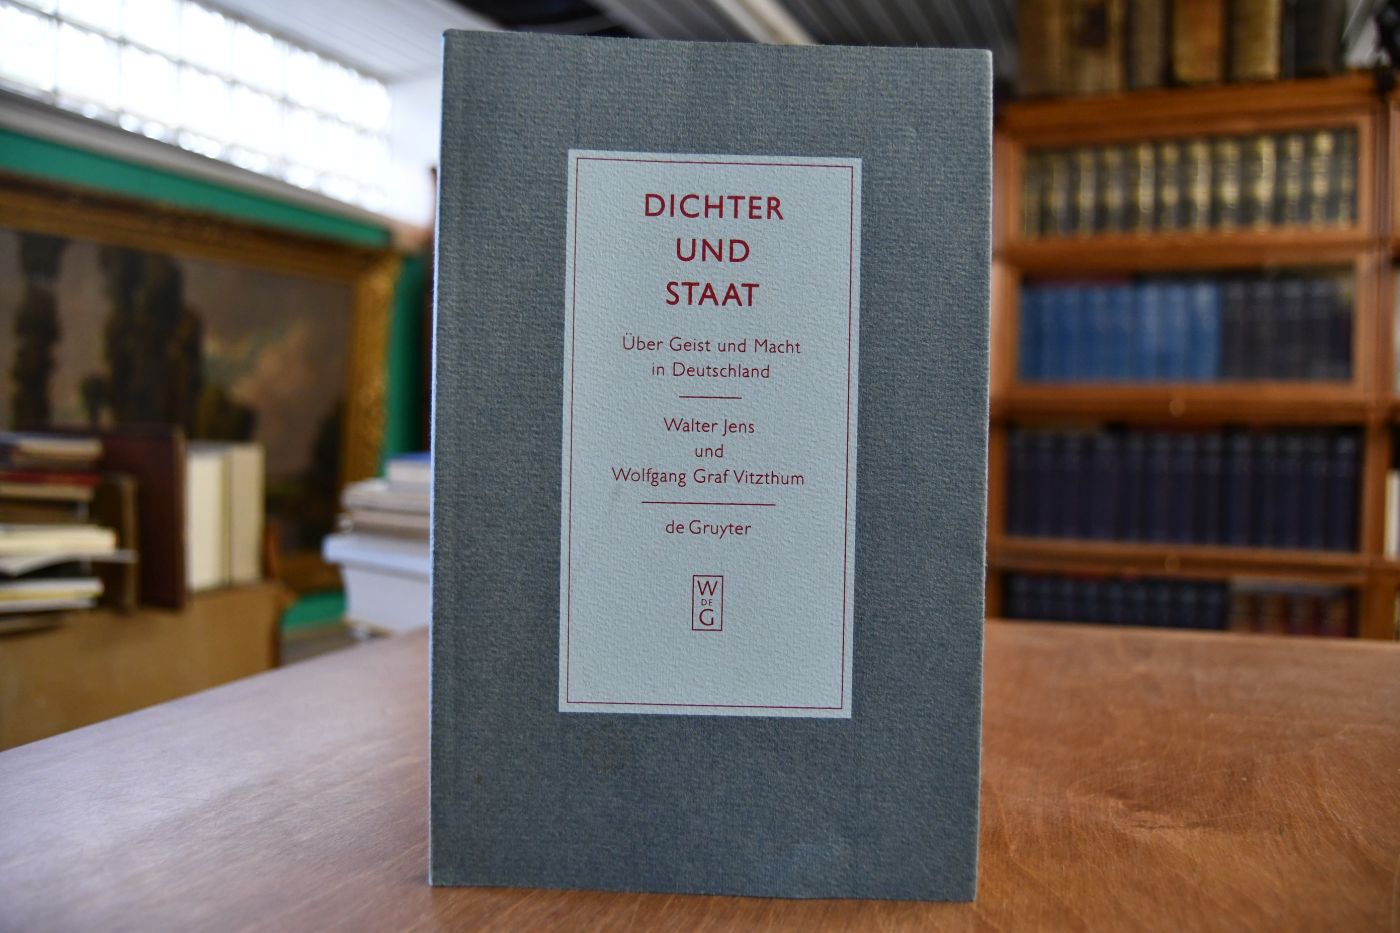 DICHTER
UND
STAAT
Über Geist und Macht
in Deutschland
Walter Jens
und
Wolfgang Graf Vitzthum
de Gruyter
W
DE
G